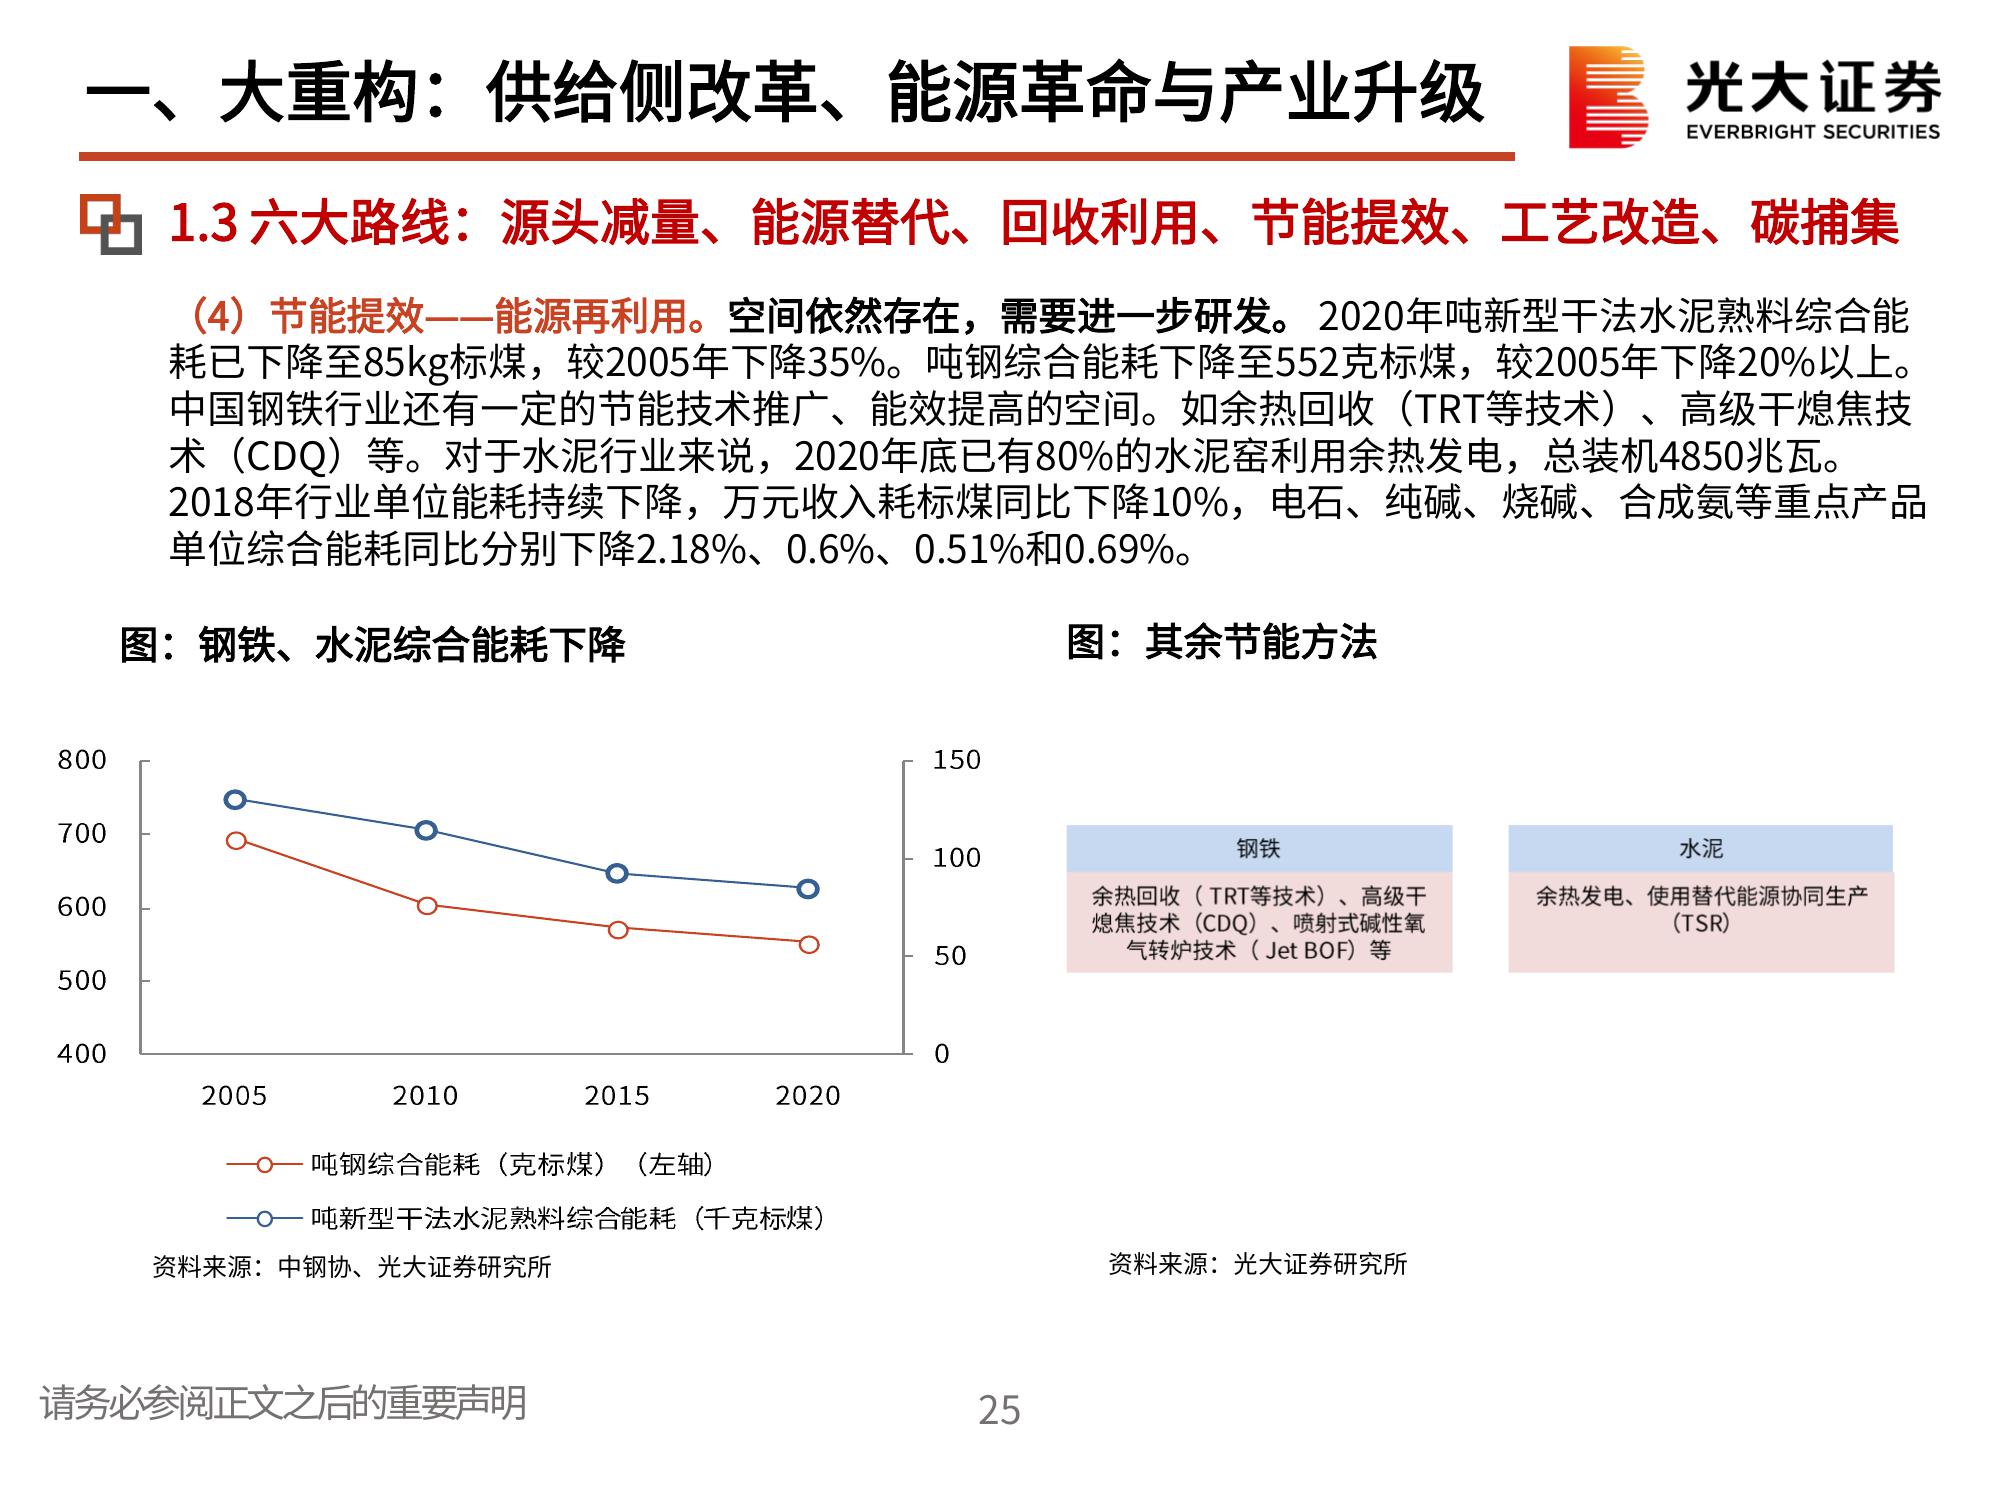 一、大重构：供给侧改革、能源革命与产业升级
光大证券
EVERBRIGHT SECURITIES
1.3 六大路线：源头减量、能源替代、回收利用、节能提效、工艺改造、碳捕集
（4）节能提效——能源再利用。空间依然存在，需要进一步研发。 2020年吨新型干法水泥熟料综合能
耗已下降至85kg标煤，较2005年下降35%。吨钢综合能耗下降至552克标煤，较2005年下降20%以上。
中国钢铁行业还有一定的节能技术推广、能效提高的空间。如余热回收（TRT等技术）、高级干熄焦技
术（CDQ）等。对于水泥行业来说，2020年底已有80%的水泥窑利用余热发电，总装机4850兆瓦。
2018年行业单位能耗持续下降，万元收入耗标煤同比下降10%，电石、纯碱、烧碱、合成氨等重点产品
单位综合能耗同比分别下降2.18%、0.6%、0.51%和0.69%。
图：钢铁、水泥综合能耗下降
800
700
600
500
400
150
100
50
0
2005 2010 2015 2020
吨钢综合能耗（克标煤）（左轴）
吨新型干法水泥熟料综合能耗（千克标煤）
资料来源：中钢协、光大证券研究所
图：其余节能方法
钢铁
余热回收（ TRT等技术）、高级干
熄焦技术（CDQ）、喷射式碱性氧
气转炉技术（ Jet BOF）等
水泥
余热发电、使用替代能源协同生产
（TSR）
资料来源：光大证券研究所
请务必参阅正文之后的重要声明
25